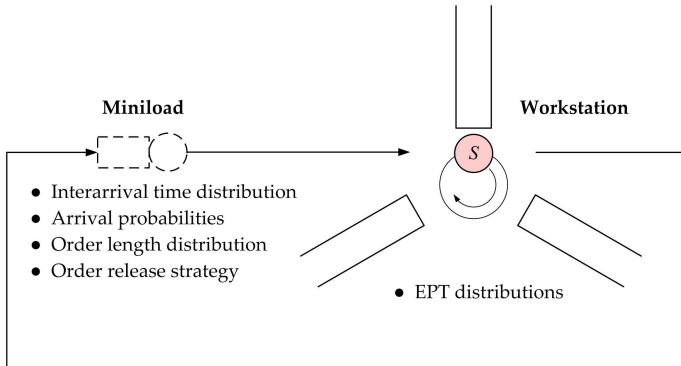 Miniload
Workstation
S
● Interarrival time distribution
● Arrival probabilities
● Order length distribution
● Order release strategy
● EPT distributions